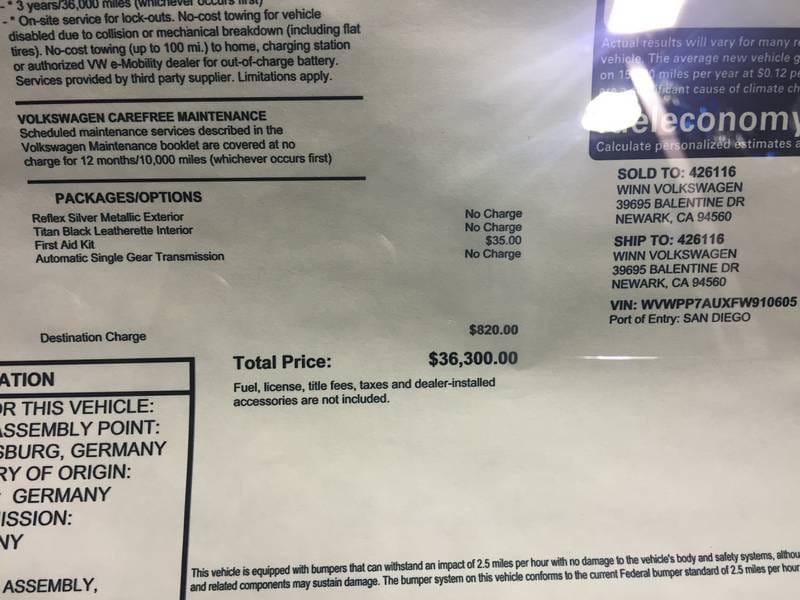 - * 3 years/36,000 miles (whichever occurs first)
- * On-site service for lock-outs. No-cost towing for vehicle
disabled due to collision or mechanical breakdown (including flat
tires). No-cost towing (up to 100 mi.) to home, charging station
or authorized VW e-Mobility dealer for out-of-charge battery.
Services provided by third party supplier. Limitations apply.
VOLKSWAGEN CAREFREE MAINTENANCE
Scheduled maintenance services described in the
Volkswagen Maintenance booklet are covered at no
charge for 12 months/10,000 miles (whichever occurs first)
PACKAGES/OPTIONS
Reflex Silver Metallic Exterior No Charge
Titan Black Leatherette Interior No Charge
First Aid Kit $35.00
Automatic Single Gear Transmission No Charge
Destination Charge $820.00
Total Price: $36,300.00
Fuel, license, title fees, taxes and dealer-installed
accessories are not included.
Actual results will vary for many
vehicle. The average new vehicle g
on miles per year at $0.12 pe
cant cause of climate ch
eleconomy
Calculate personalized estimates a
SOLD TO: 426116
WINN VOLKSWAGEN
39695 BALENTINE DR
NEWARK, CA 94560
SHIP TO: 426116
WINN VOLKSWAGEN
39695 BALENTINE DR
NEWARK, CA 94560
VIN: WVWPP7AUXFW910605
Port of Entry: SAN DIEGO
ATION
OR THIS VEHICLE:
ASSEMBLY POINT:
SBURG, GERMANY
RY OF ORIGIN:
GERMANY
ISSION:
NY
ASSEMBLY,
This vehicle is equipped with bumpers that can withstand an impact of 2.5 miles per hour with no damage to the vehicle's body and safety systems, althou
and related components may sustain damage. The bumper system on this vehicle conforms to the current Federal bumper standard of 2.5 miles per hour